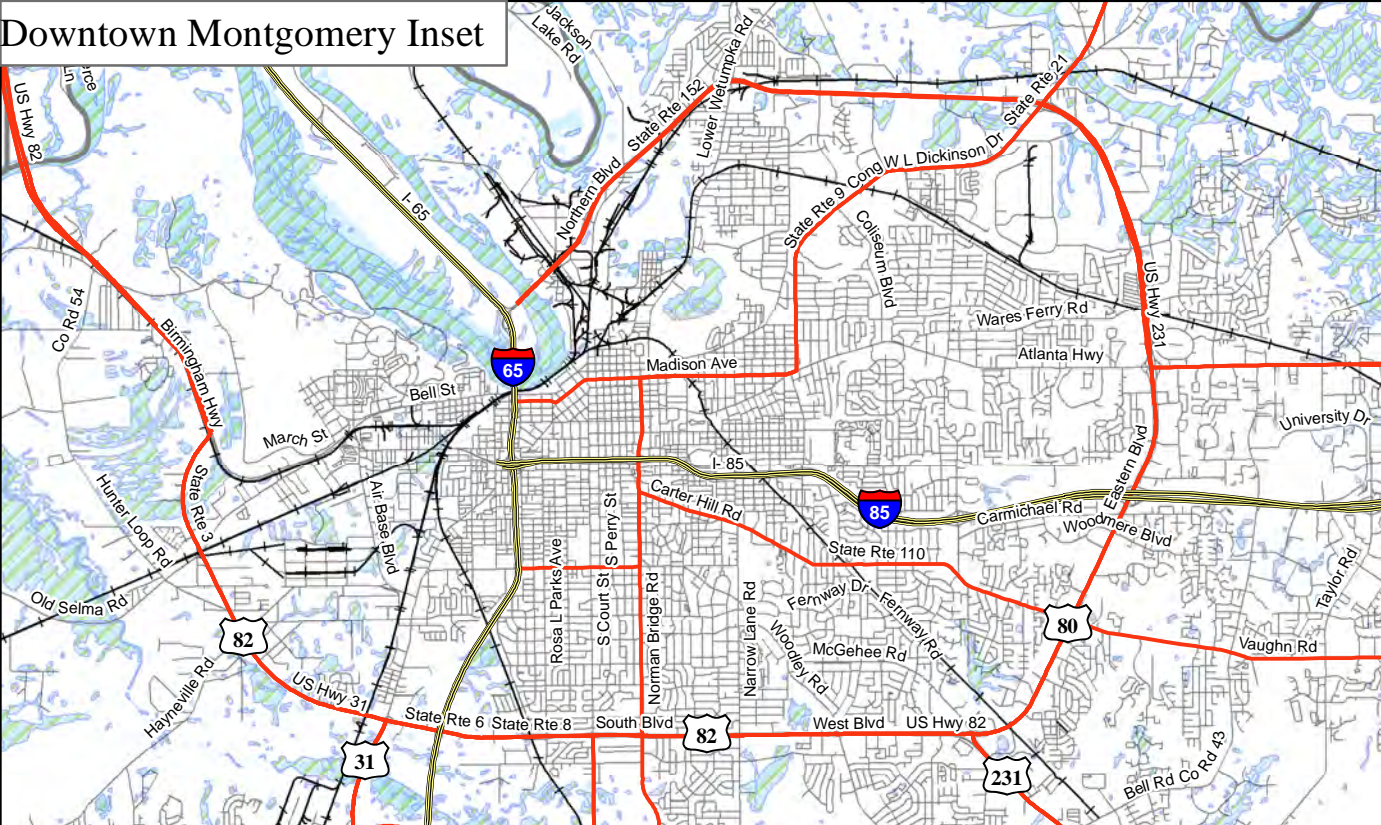 Downtown Montgomery Inset
Jackson
Lake Rd
erce
Ln
US Hwy 82
I- 65
Northern Blvd
State Rte 152
Lower Wetumpka Rd
State Rte 21
State Rte 9
Cong W L Dickinson Dr
Coliseum Blvd
US Hwy 231
Wares Ferry Rd
Atlanta Hwy
Co Rd 54
Birmingham Hwy
65
Madison Ave
Bell St
March St
University Dr
I- 85
85
Carter Hill Rd
Carmichael Rd
Eastern Blvd
Woodmere Blvd
State Rte 3
Hunter Loop Rd
Air Base Blvd
S Perry St
State Rte 110
Rosa L Parks Ave
S Court St
Norman Bridge Rd
Narrow Lane Rd
Fernway Dr
Fernway Rd
Taylor Rd
Old Selma Rd
82
80
Woodley Rd
McGehee Rd
Vaughn Rd
Hayneville Rd
US Hwy 31
State Rte 6
State Rte 8
South Blvd
82
West Blvd
US Hwy 82
31
231
Bell Rd
Co Rd 43